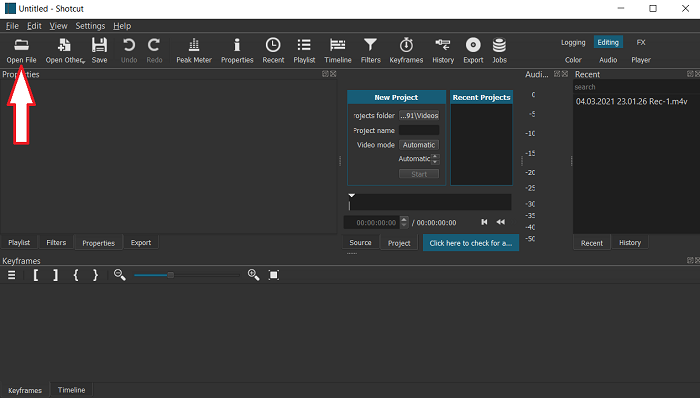 Untitled - Shotcut
File Edit View Settings Help
Open File Open Other Save Undo Redo Peak Meter Properties Recent Playlist Timeline Filters Keyframes History Export Jobs
Logging Editing FX
Color Audio Player
Properties
Audi...
Recent
search
04.03.2021 23.01.26 Rec-1.m4v
New Project
Recent Projects
rojects folder ...91\Videos
Project name
Video mode Automatic
Automatic
Start
0
-5
-10
-15
-20
-25
-30
-35
-40
-50
00:00:00:00 / 00:00:00:00
Playlist Filters Properties Export
Source Project Click here to check for a...
Recent History
Keyframes
Keyframes Timeline